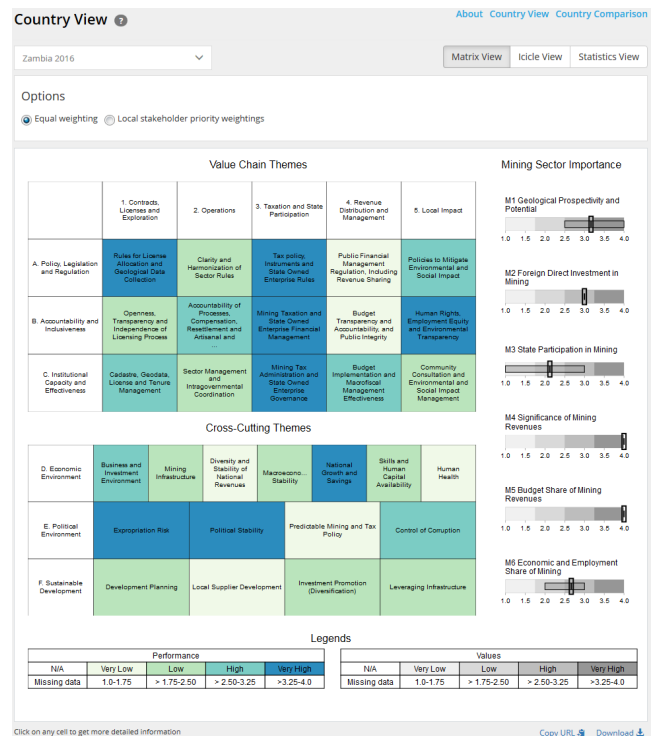 About Country View Country Comparison
Country View ?
Zambia 2016
Matrix View Icicle View Statistics View
Options
Equal weighting Local stakeholder priority weightings
Value Chain Themes
1. Contracts,
Licenses and
Exploration
2. Operations
3. Taxation and State
Participation
4. Revenue
Distribution and
Management
5. Local Impact
A. Policy, Legislation
and Regulation
Rules for License
Allocation and
Geological Data
Collection
Clarity and
Harmonization of
Sector Rules
Tax policy,
Instruments and
State Owned
Enterprise Rules
Public Financial
Management
Regulation, Including
Revenue Sharing
Policies to Mitigate
Environmental and
Social Impact
B. Accountability and
Inclusiveness
Openness,
Transparency and
Independence of
Licensing Process
Accountability of
Processes,
Compensation,
Resettlement and
Artisanal and
...
Mining Taxation and
State Owned
Enterprise Financial
Management
Budget
Transparency and
Accountability, and
Public Integrity
Human Rights,
Employment Equity
and Environmental
Transparency
C. Institutional
Capacity and
Effectiveness
Cadastre, Geodata,
License and Tenure
Management
Sector Management
and
Intragovernmental
Coordination
Mining Tax
Administration and
State Owned
Enterprise
Governance
Budget
Implementation and
Macrofiscal
Management
Effectiveness
Community
Consultation and
Environmental and
Social Impact
Management
Cross-Cutting Themes
D. Economic
Environment
Business and
Investment
Environment
Mining
Infrastructure
Diversity and
Stability of
National
Revenues
Macroecono...
Stability
National
Growth and
Savings
Skills and
Human
Capital
Availability
Human
Health
E. Political
Environment
Expropriation Risk
Political Stability
Predictable Mining and Tax
Policy
Control of Corruption
F. Sustainable
Development
Development Planning
Local Supplier Development
Investment Promotion
(Diversification)
Leveraging Infrastructure
Mining Sector Importance
M1 Geological Prospectivity and
Potential
1.0 1.5 2.0 2.5 3.0 3.5 4.0
M2 Foreign Direct Investment in
Mining
1.0 1.5 2.0 2.5 3.0 3.5 4.0
M3 State Participation in Mining
1.0 1.5 2.0 2.5 3.0 3.5 4.0
M4 Significance of Mining
Revenues
1.0 1.5 2.0 2.5 3.0 3.5 4.0
M5 Budget Share of Mining
Revenues
1.0 1.5 2.0 2.5 3.0 3.5 4.0
M6 Economic and Employment
Share of Mining
1.0 1.5 2.0 2.5 3.0 3.5 4.0
Legends
Performance
N/A Very Low Low High Very High
Missing data 1.0-1.75 > 1.75-2.50 > 2.50-3.25 >3.25-4.0
Values
N/A Very Low Low High Very High
Missing data 1.0-1.75 > 1.75-2.50 > 2.50-3.25 >3.25-4.0
Click on any cell to get more detailed information
Copy URL Download